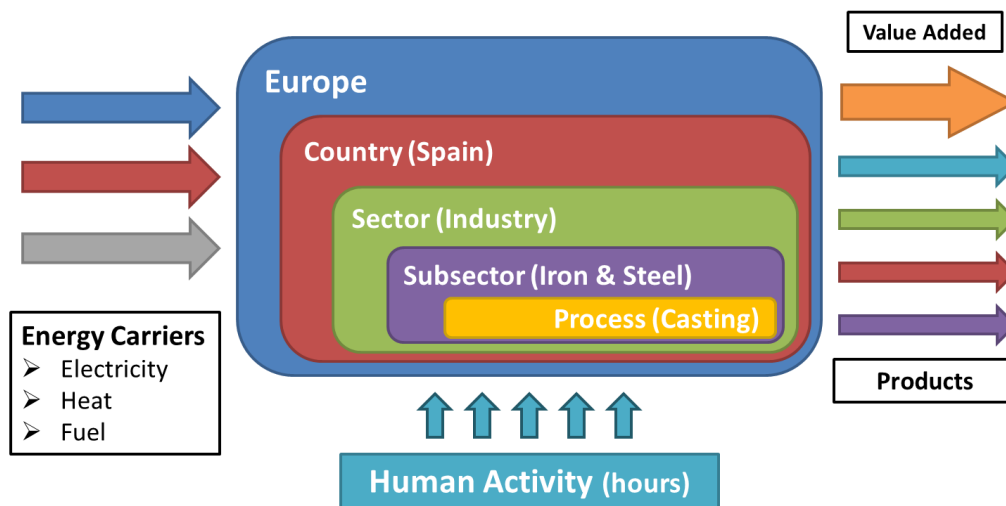 Value Added
Europe
Country (Spain)
Sector (Industry)
Subsector (Iron & Steel)
Process (Casting)
Energy Carriers
➢ Electricity
➢ Heat
➢ Fuel
Products
Human Activity (hours)